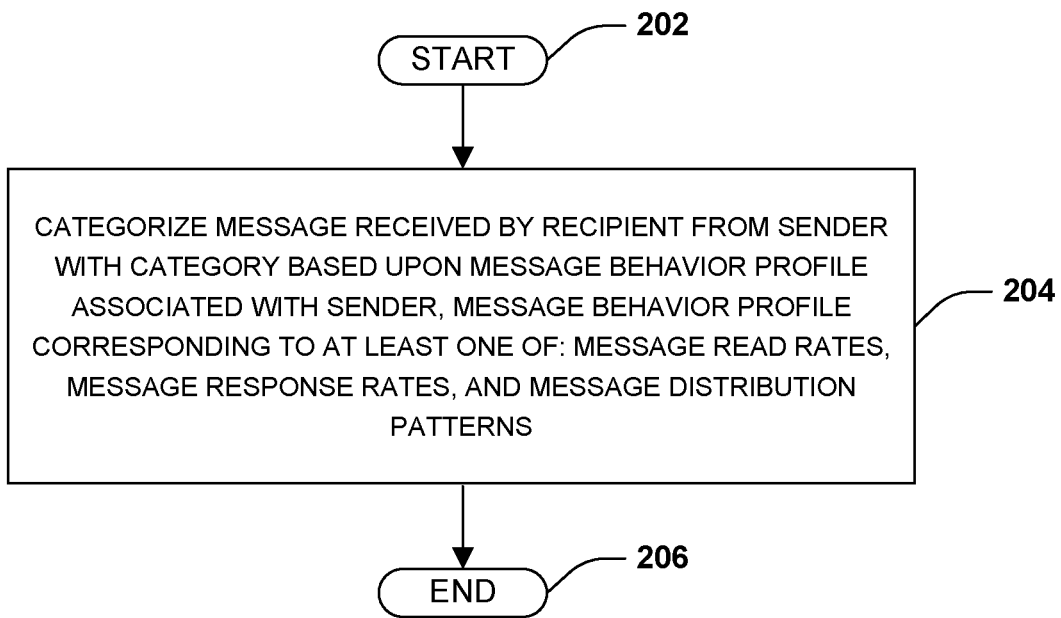 202
START
CATEGORIZE MESSAGE RECEIVED BY RECIPIENT FROM SENDER
WITH CATEGORY BASED UPON MESSAGE BEHAVIOR PROFILE
ASSOCIATED WITH SENDER, MESSAGE BEHAVIOR PROFILE
CORRESPONDING TO AT LEAST ONE OF: MESSAGE READ RATES,
MESSAGE RESPONSE RATES, AND MESSAGE DISTRIBUTION
PATTERNS
204
206
END